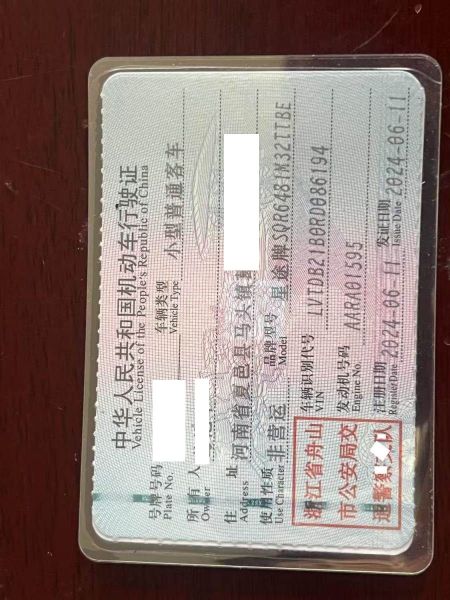 中华人民共和国机动车行驶证
Vehicle License of the People's Republic of China
号牌号码
Plate No.
车辆类型 小型普通客车
Vehicle Type
所有人
Owner
住址 河南省夏邑县马头镇
Address
使用性质 非营运
Use Character
品牌型号 星途牌SQR6481M32TTBE
Model
车辆识别代号 LVTDB21B0RD086194
VIN
发动机号码 AARA01595
Engine No.
注册日期 2024-06-11
Register Date
发证日期 2024-06-11
Issue Date
浙江省舟山
市公安局交
通警察支队